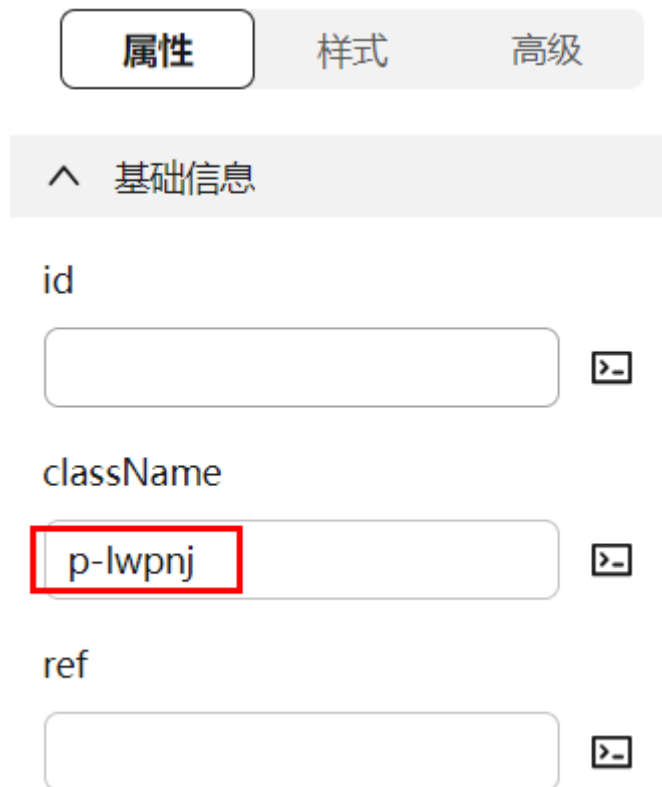 属性 样式 高级
基础信息
id
className
p-lwpnj
ref